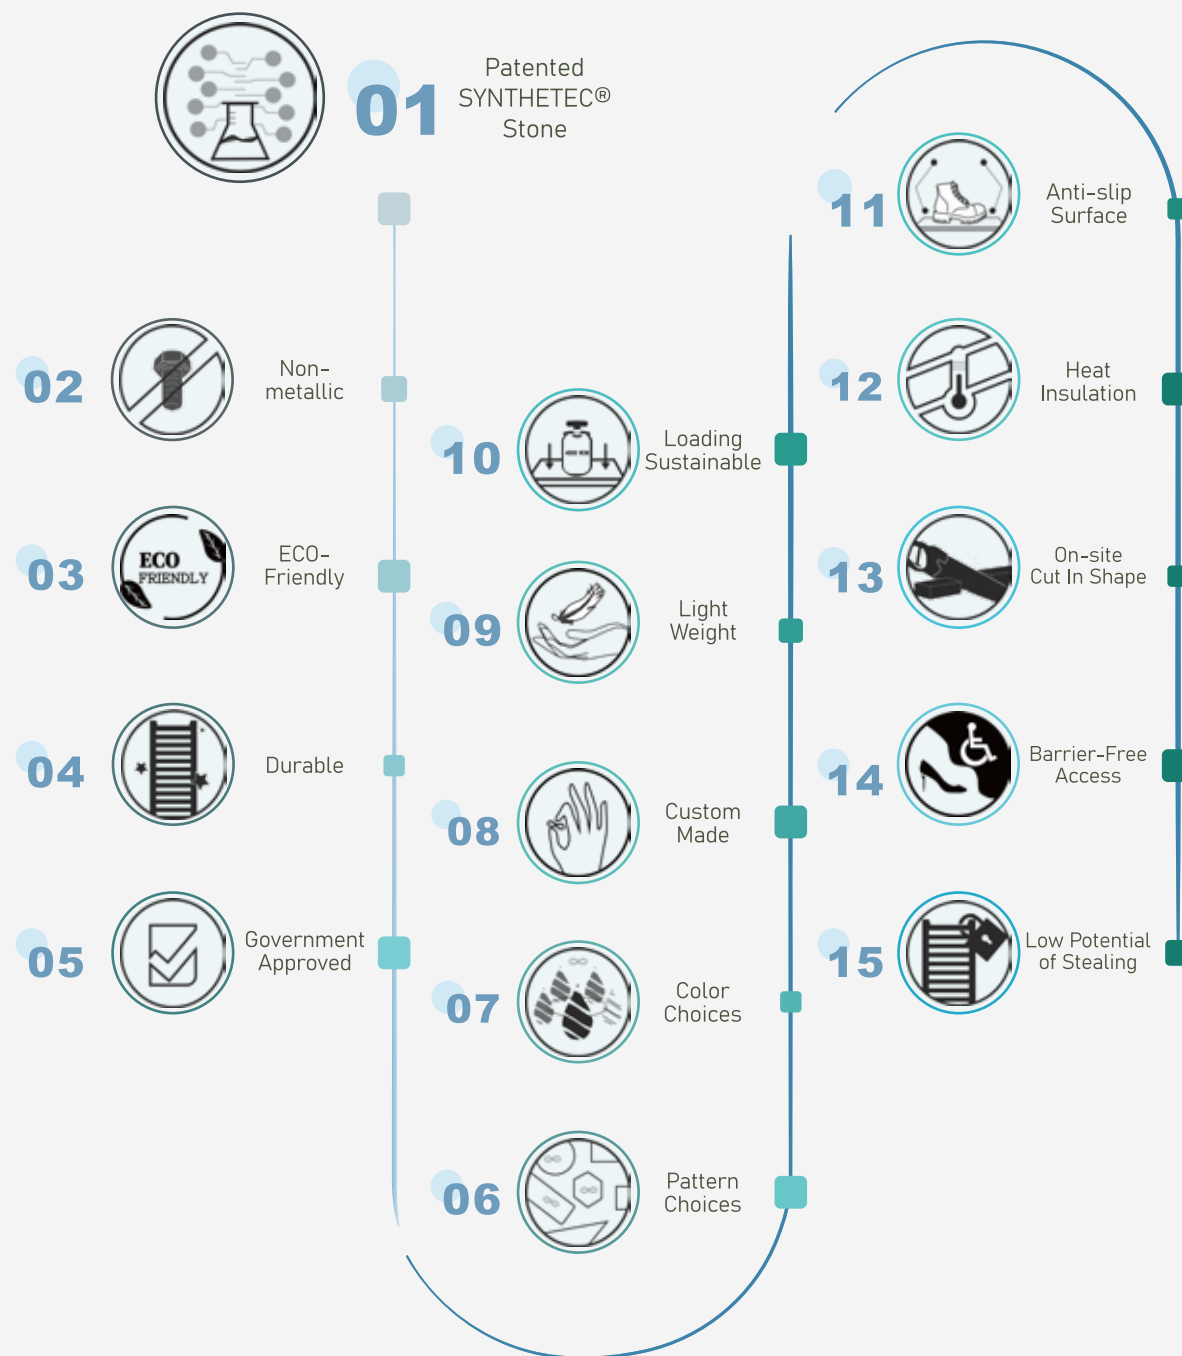 01
Patented
SYNTHETEC®
Stone
02
Non-
metallic
03
ECO
FRIENDLY
ECO-
Friendly
04
Durable
05
Government
Approved
06
Pattern
Choices
07
Color
Choices
08
Custom
Made
09
Light
Weight
10
Loading
Sustainable
11
Anti-slip
Surface
12
Heat
Insulation
13
On-site
Cut In Shape
14
Barrier-Free
Access
15
Low Potential
of Stealing